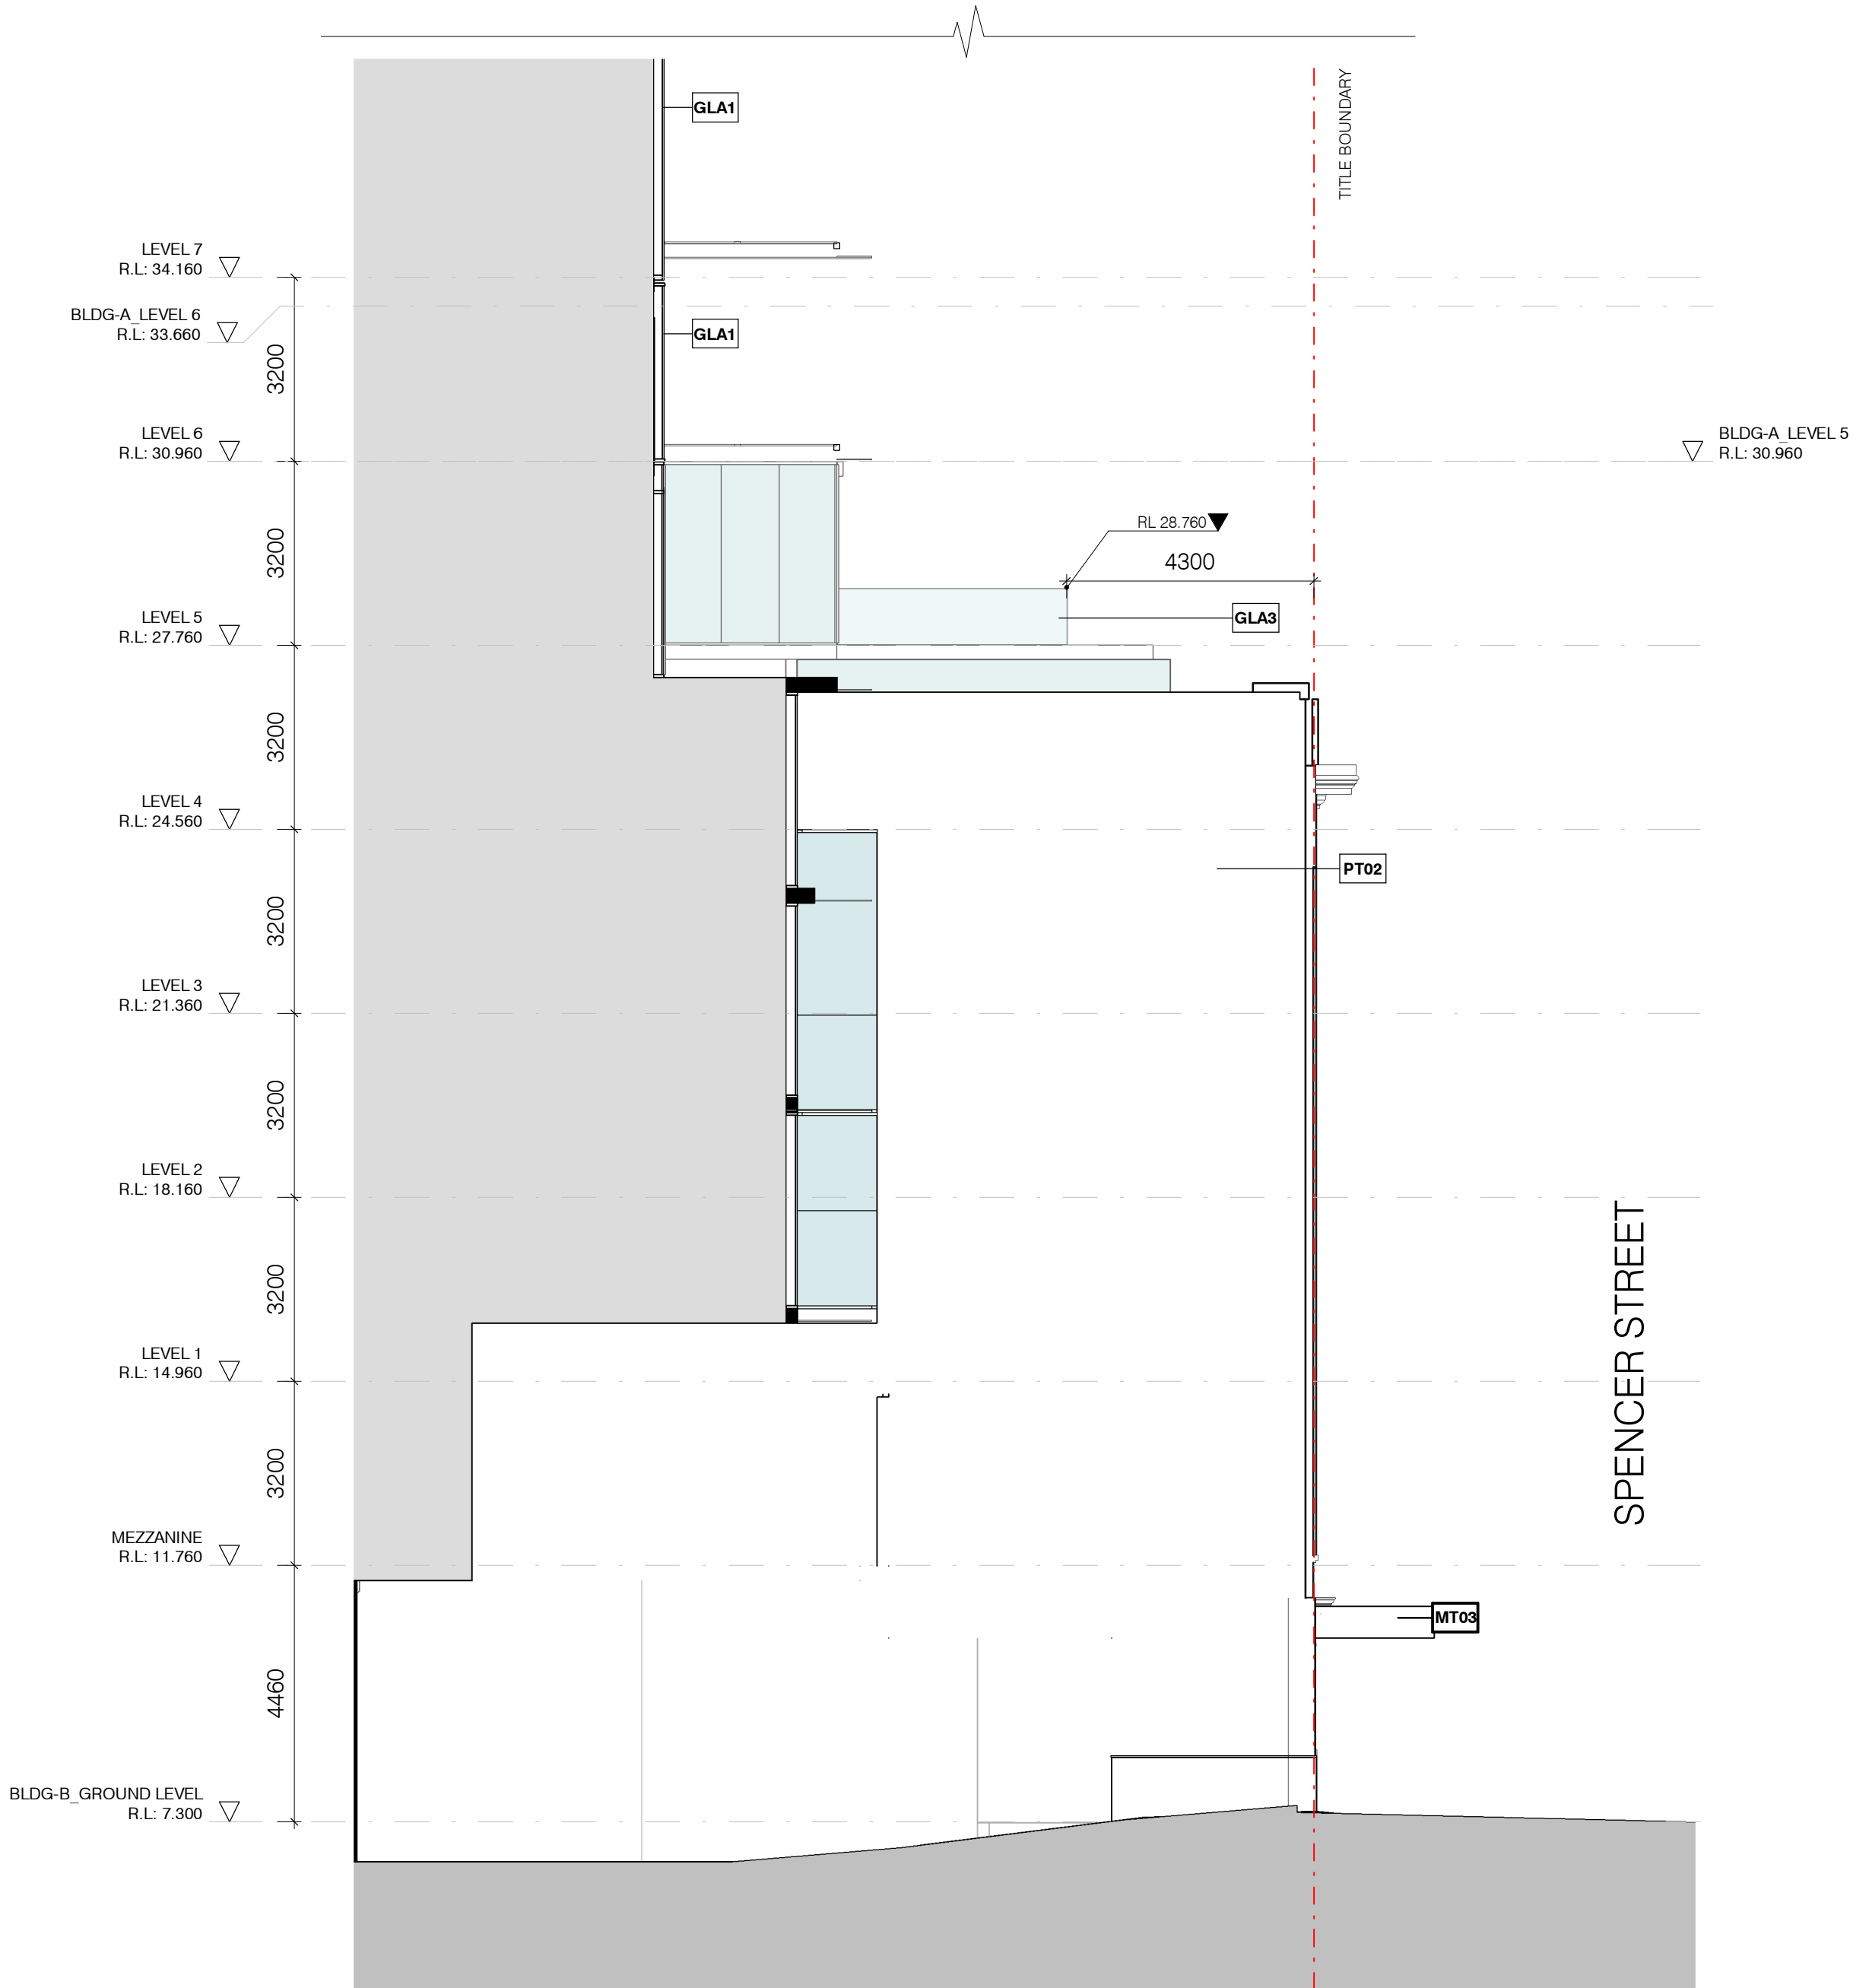 TITLE BOUNDARY
GLA1
LEVEL 7
R.L: 34.160
BLDG-A_LEVEL 6
R.L: 33.660
GLA1
3200
LEVEL 6
R.L: 30.960
BLDG-A_LEVEL 5
R.L: 30.960
RL 28.760
4300
3200
GLA3
LEVEL 5
R.L: 27.760
3200
LEVEL 4
R.L: 24.560
PT02
3200
LEVEL 3
R.L: 21.360
3200
LEVEL 2
R.L: 18.160
SPENCER STREET
3200
LEVEL 1
R.L: 14.960
3200
MEZZANINE
R.L: 11.760
MT03
4460
BLDG-B_GROUND LEVEL
R.L: 7.300